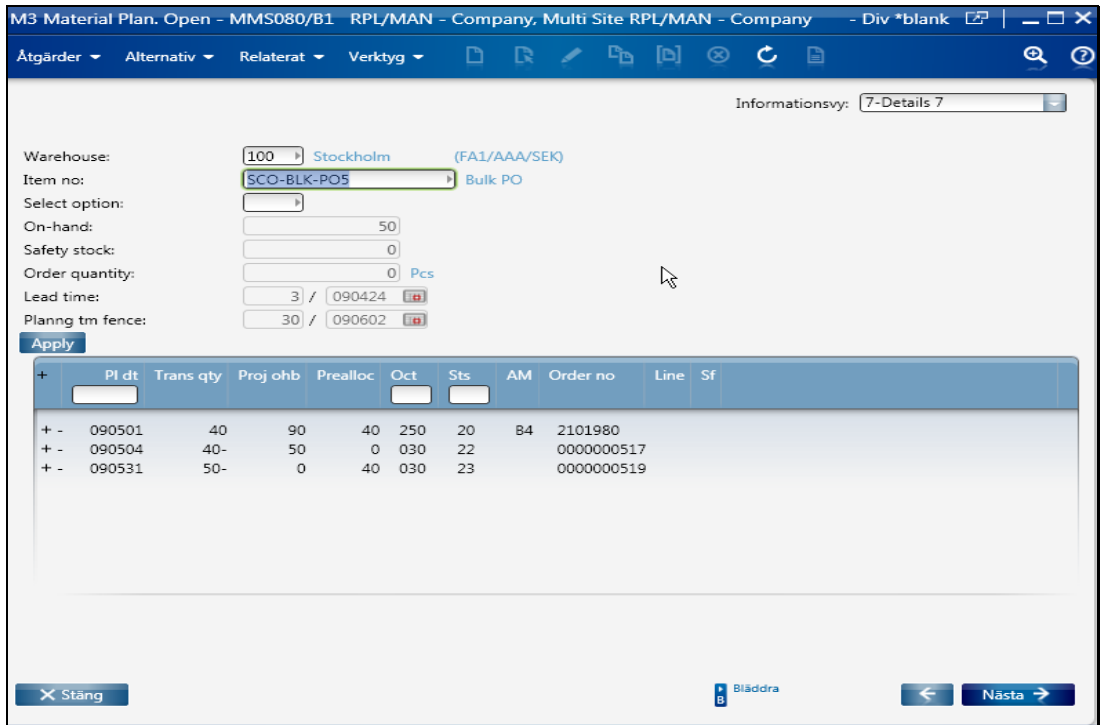 M3 Material Plan. Open - MMS080/B1 RPL/MAN - Company, Multi Site RPL/MAN - Company - Div *blank
Åtgärder Alternativ Relaterat Verktyg
Informationsvy: 7-Details 7
Warehouse: 100 Stockholm (FA1/AAA/SEK)
Item no: SCO-BLK-PO5 Bulk PO
Select option:
On-hand: 50
Safety stock: 0
Order quantity: 0 Pcs
Lead time: 3 / 090424
Planng tm fence: 30 / 090602
Apply
+ Pl dt Trans qty Proj ohb Prealloc Oct Sts AM Order no Line Sf
+ - 090501 40 90 40 250 20 B4 2101980
+ - 090504 40- 50 0 030 22 0000000517
+ - 090531 50- 0 40 030 23 0000000519
X Stäng B Bläddra Nästa